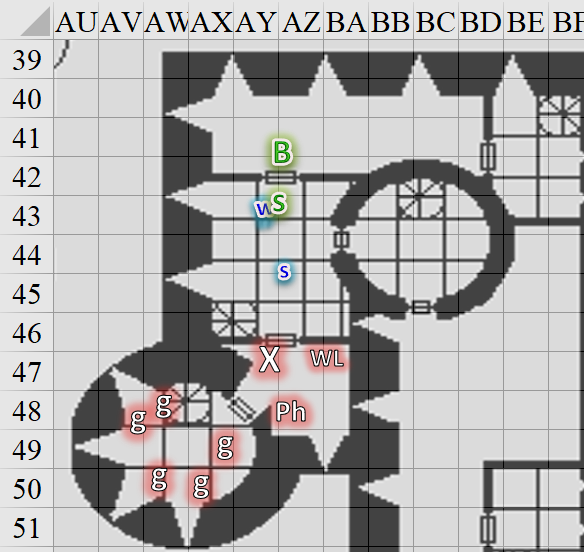 AU AV AW AX AY AZ BA BB BC BD BE BF
39
40
41
B
42
W S
43
44
s
45
46
47
X WL
g
48
g Ph
49
g
50
g g
51